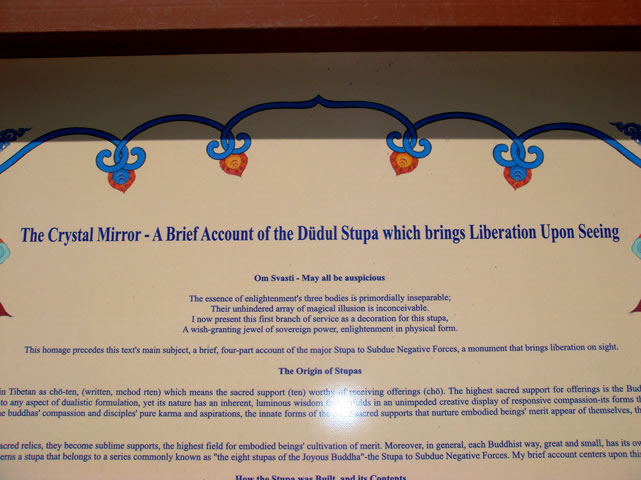 The Crystal Mirror - A Brief Account of the Düdul Stupa which brings Liberation Upon Seeing
Om Svasti - May all be auspicious
The essence of enlightenment's three bodies is primordially inseparable;
Their unhindered array of magical illusion is inconceivable.
I now present this first branch of service as a decoration for this stupa,
A wish-granting jewel of sovereign power, enlightenment in physical form.
This homage precedes this text's main subject, a brief, four-part account of the major Stupa to Subdue Negative Forces, a monument that brings liberation on sight.
The Origin of Stupas
in Tibetan as chö-ten, (written, mchod rten) which means the sacred support (ten) worthy of receiving offerings (chö). The highest sacred support for offerings is the Bud
to any aspect of dualistic formulation, yet its nature has an inherent, luminous wisdom in an unimpeded creative display of responsive compassion-its forms th
he buddhas' compassion and disciples' pure karma and aspirations, the innate forms of sacred supports that nurture embodied beings' merit appear of themselves, th
acred relics, they become sublime supports, the highest field for embodied beings' cultivation of merit. Moreover, in general, each Buddhist way, great and small, has its ow
erns a stupa that belongs to a series commonly known as "the eight stupas of the Joyous Buddha"-the Stupa to Subdue Negative Forces. My brief account centers upon this
How the Stupa was Built, and its Contents